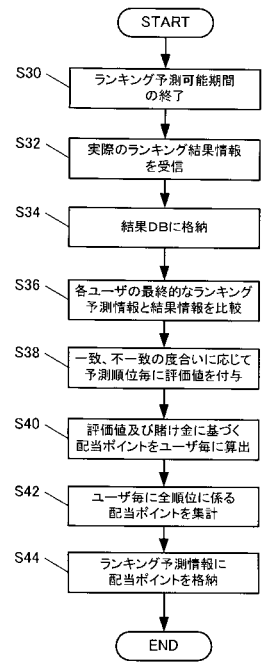 START
S30
ランキング予測可能期間
の終了
S32
実際のランキング結果情報
を受信
S34
結果DBに格納
S36
各ユーザの最終的なランキング
予測情報と結果情報を比較
S38
一致、不一致の度合いに応じて
予測順位毎に評価値を付与
S40
評価値及び賭け金に基づく
配当ポイントをユーザ毎に算出
S42
ユーザ毎に全順位に係る
配当ポイントを集計
S44
ランキング予測情報に
配当ポイントを格納
END